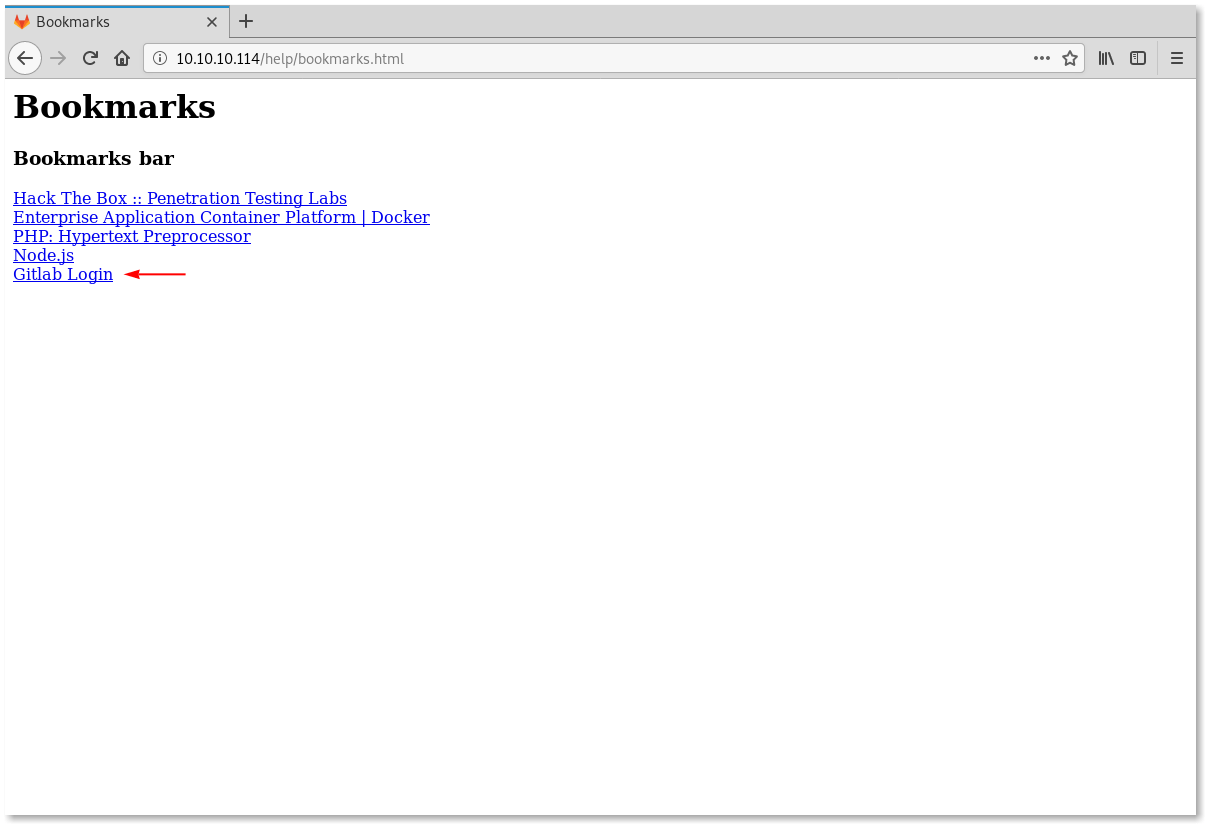 Bookmarks
10.10.10.114/help/bookmarks.html
Bookmarks
Bookmarks bar
Hack The Box :: Penetration Testing Labs
Enterprise Application Container Platform | Docker
PHP: Hypertext Preprocessor
Node.js
Gitlab Login